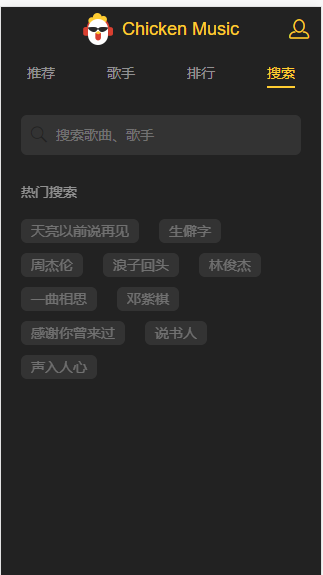 Chicken Music
推荐 歌手 排行 搜索
搜索歌曲、歌手
热门搜索
天亮以前说再见 生僻字
周杰伦 浪子回头 林俊杰
一曲相思 邓紫棋
感谢你曾来过 说书人
声入人心